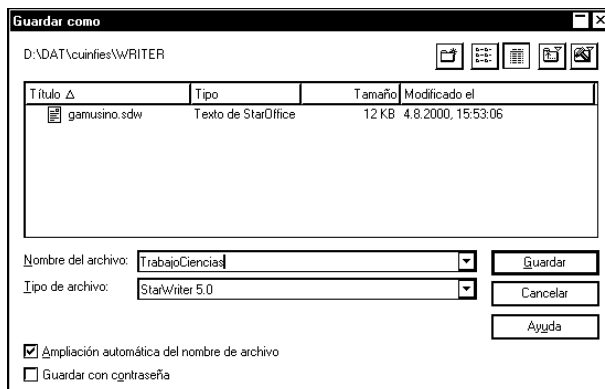 Guardar como
D:\DAT\cuinfies\WRITER
Título Tipo Tamaño Modificado el
gamusino.sdw Texto de StarOffice 12 KB 4.8.2000, 15:53:06
Nombre del archivo: TrabajoCiencias Guardar
Tipo de archivo: StarWriter 5.0 Cancelar
Ayuda
Ampliación automática del nombre de archivo
Guardar con contraseña